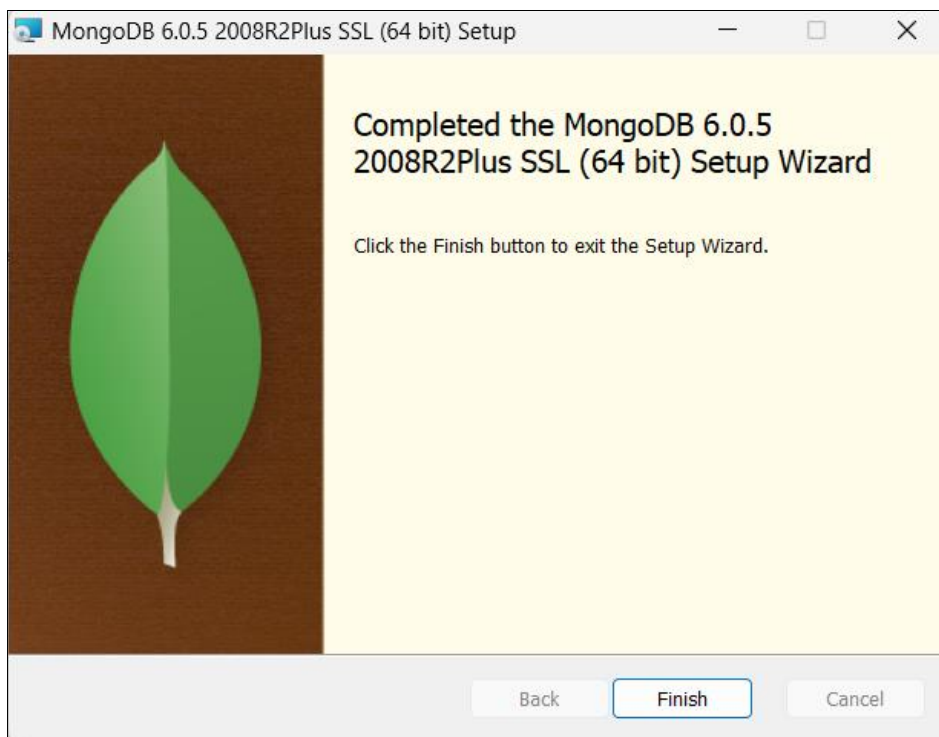 MongoDB 6.0.5 2008R2Plus SSL (64 bit) Setup
Completed the MongoDB 6.0.5
2008R2Plus SSL (64 bit) Setup Wizard
Click the Finish button to exit the Setup Wizard.
Back Finish Cancel